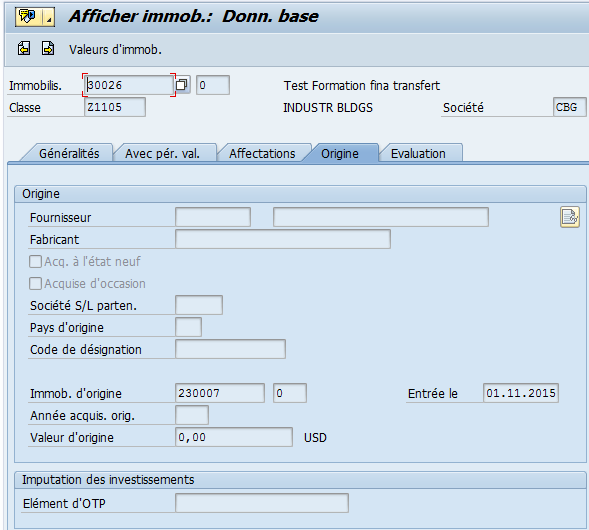 Afficher immob.: Donn. base
Valeurs d'immob.
Immobilis. 30026 0 Test Formation fina transfert
Classe Z1105 INDUSTR BLDGS Société CBG
Généralités Avec pér. val. Affectations Origine Evaluation
Origine
Fournisseur
Fabricant
Acq. à l'état neuf
Acquise d'occasion
Société S/L parten.
Pays d'origine
Code de désignation
Immob. d'origine 230007 0 Entrée le 01.11.2015
Année acquis. orig.
Valeur d'origine 0,00 USD
Imputation des investissements
Elément d'OTP